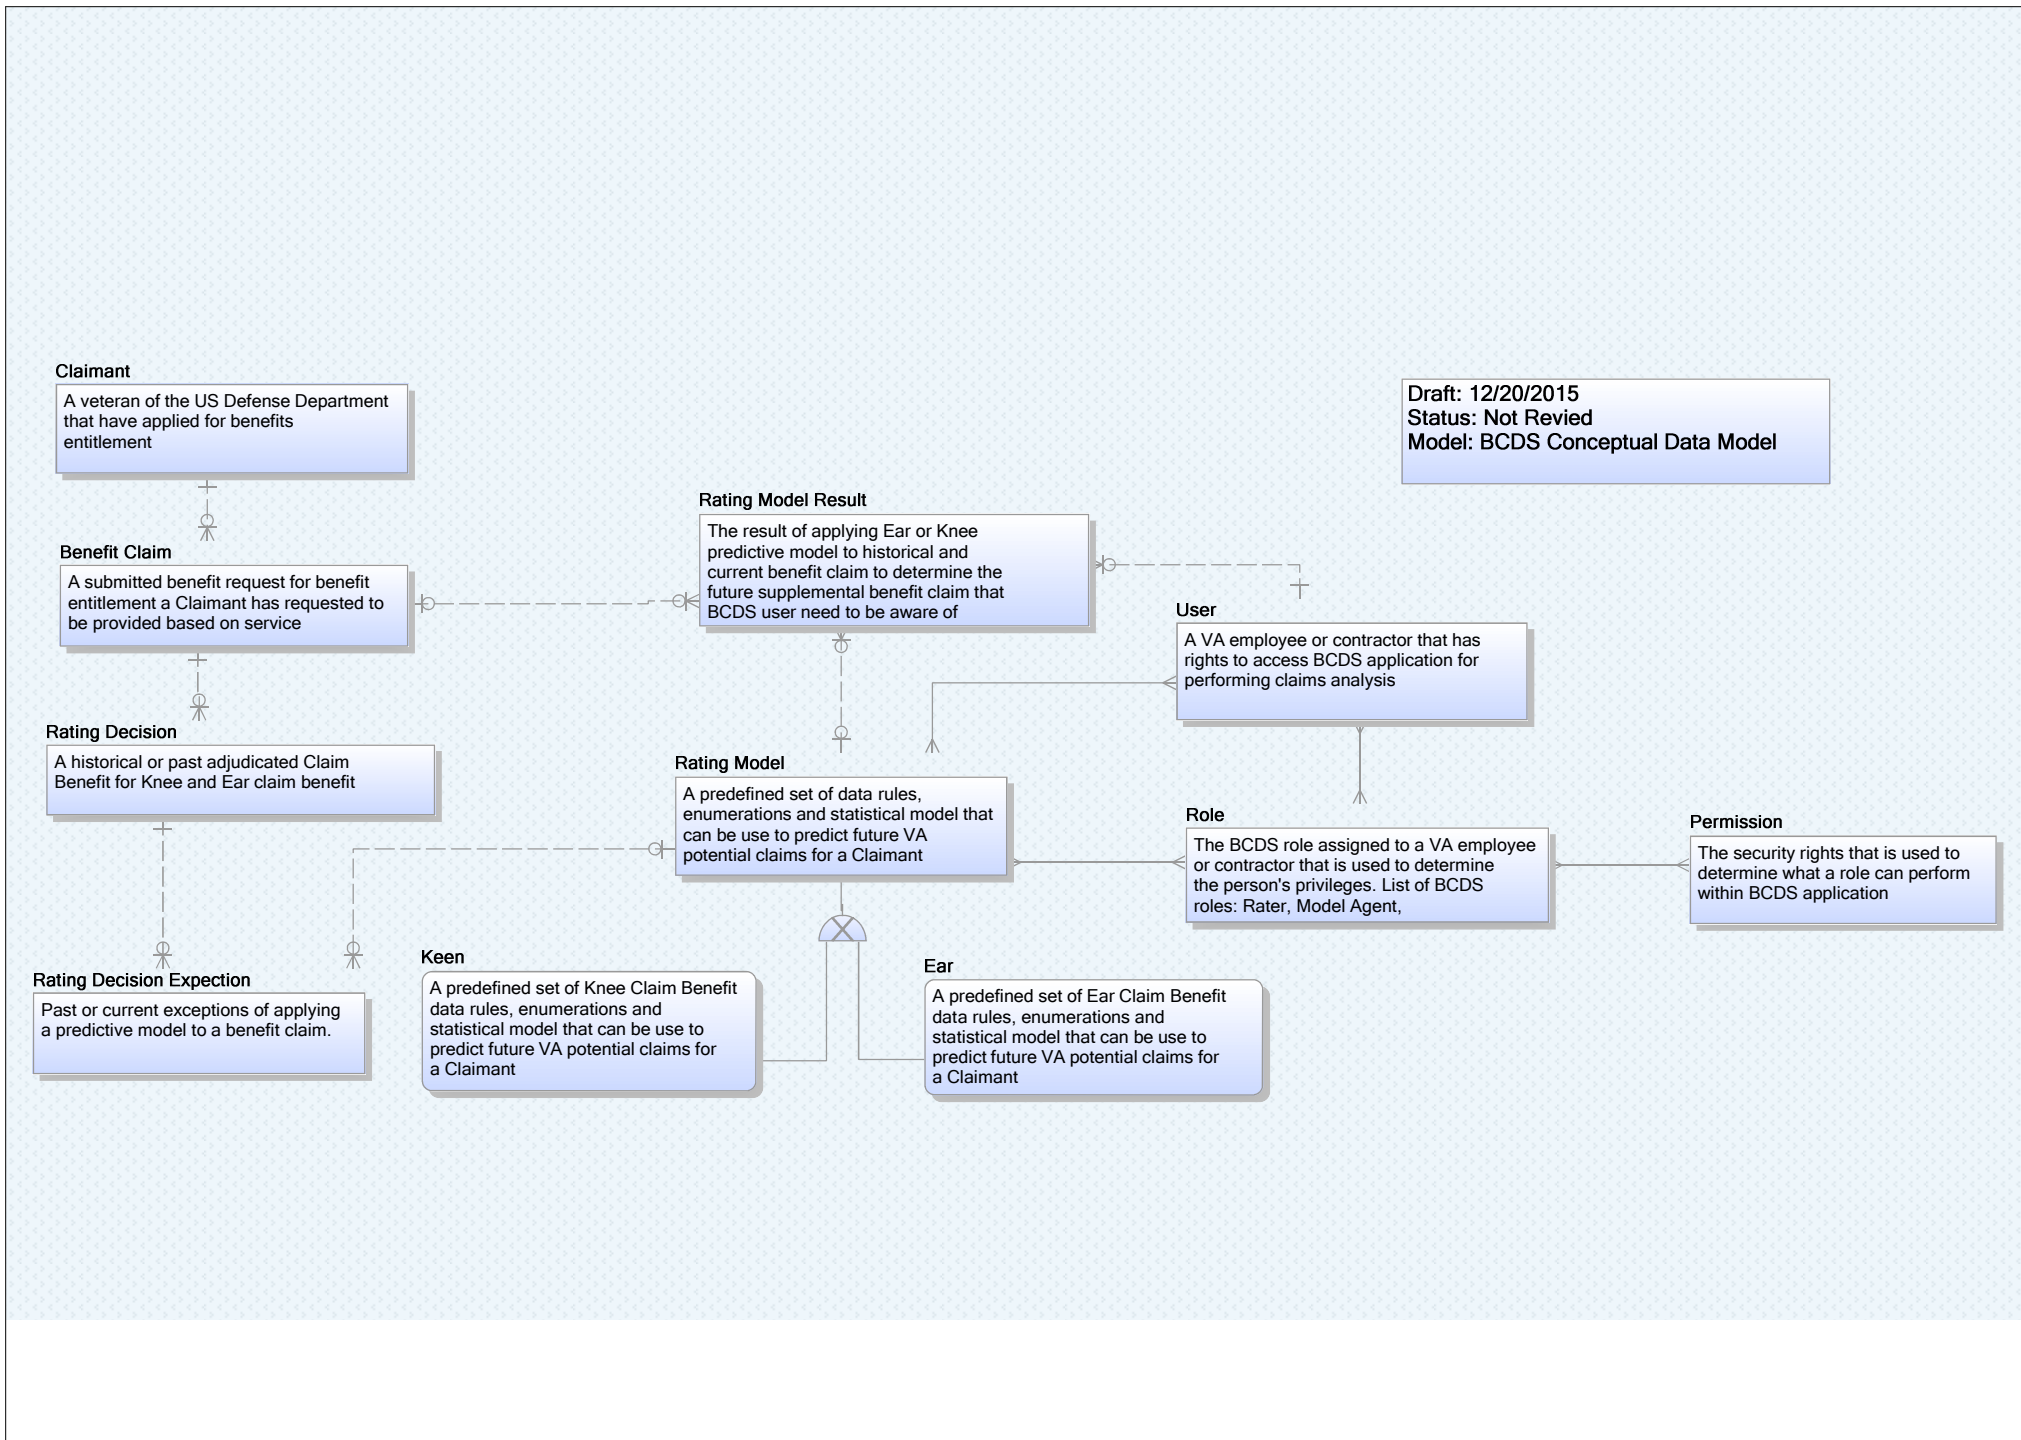 Claimant
A veteran of the US Defense Department
that have applied for benefits
entitlement
Draft: 12/20/2015
Status: Not Revied
Model: BCDS Conceptual Data Model
Rating Model Result
The result of applying Ear or Knee
predictive model to historical and
current benefit claim to determine the
future supplemental benefit claim that
BCDS user need to be aware of
Benefit Claim
A submitted benefit request for benefit
entitlement a Claimant has requested to
be provided based on service
User
A VA employee or contractor that has
rights to access BCDS application for
performing claims analysis
Rating Decision
A historical or past adjudicated Claim
Benefit for Knee and Ear claim benefit
Rating Model
A predefined set of data rules,
enumerations and statistical model that
can be use to predict future VA
potential claims for a Claimant
Role
The BCDS role assigned to a VA employee
or contractor that is used to determine
the person's privileges. List of BCDS
roles: Rater, Model Agent,
Permission
The security rights that is used to
determine what a role can perform
within BCDS application
Rating Decision Expection
Past or current exceptions of applying
a predictive model to a benefit claim.
Keen
A predefined set of Knee Claim Benefit
data rules, enumerations and
statistical model that can be use to
predict future VA potential claims for
a Claimant
Ear
A predefined set of Ear Claim Benefit
data rules, enumerations and
statistical model that can be use to
predict future VA potential claims for
a Claimant